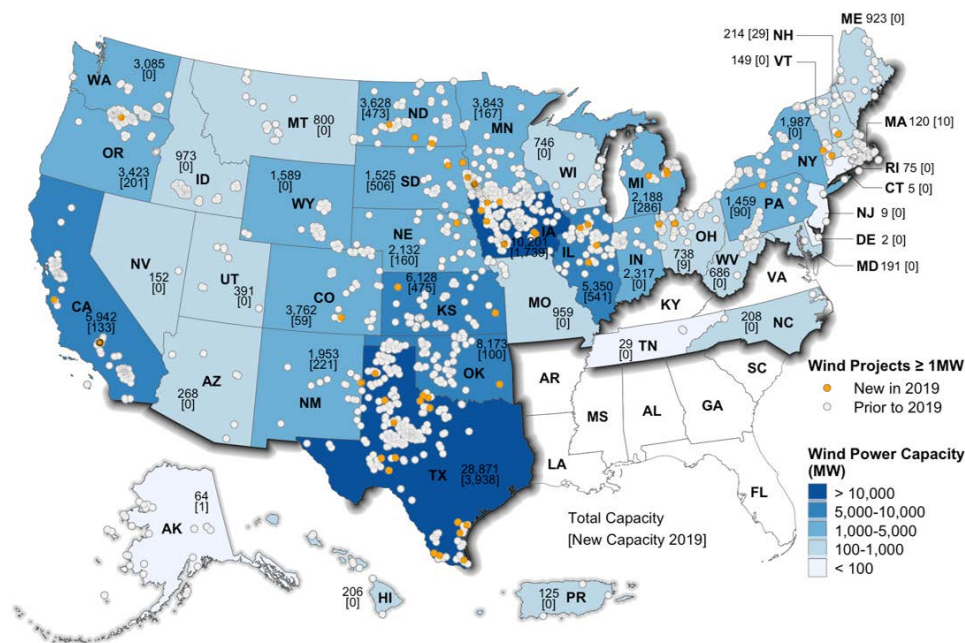 ME 923 [0]
214 [29] NH
149 [0] VT
WA
3,085
[0]
MT 800
[0]
3,628
[473]
ND
3,843
[167]
MN
1,987
[0]
NY
MA 120 [10]
RI 75 [0]
CT 5 [0]
NJ 9 [0]
DE 2 [0]
MD 191 [0]
OR
3,423
[201]
973
[0]
ID
1,589
[0]
WY
1,525
[506]
SD
746
[0]
WI
MI
2,188
[286]
1,459
[90]
PA
NE
2,132
[160]
IA
10,201
[1,739]
IL
5,350
[541]
IN
2,317
[0]
OH
738
[9]
WV
686
[0]
VA
NV
152
[0]
UT
391
[0]
CO
3,762
[59]
6,128
[475]
KS
MO
959
[0]
KY
CA
5,942
[133]
AZ
268
[0]
1,953
[221]
NM
8,173
[100]
OK
AR
29
[0]
TN
208
[0]
NC
SC
MS
AL
GA
LA
FL
TX
28,871
[3,938]
64
[1]
AK
206
[0]
HI
125
[0]
PR
Total Capacity
[New Capacity 2019]
Wind Projects ≥ 1MW
New in 2019
Prior to 2019
Wind Power Capacity
(MW)
> 10,000
5,000-10,000
1,000-5,000
100-1,000
< 100